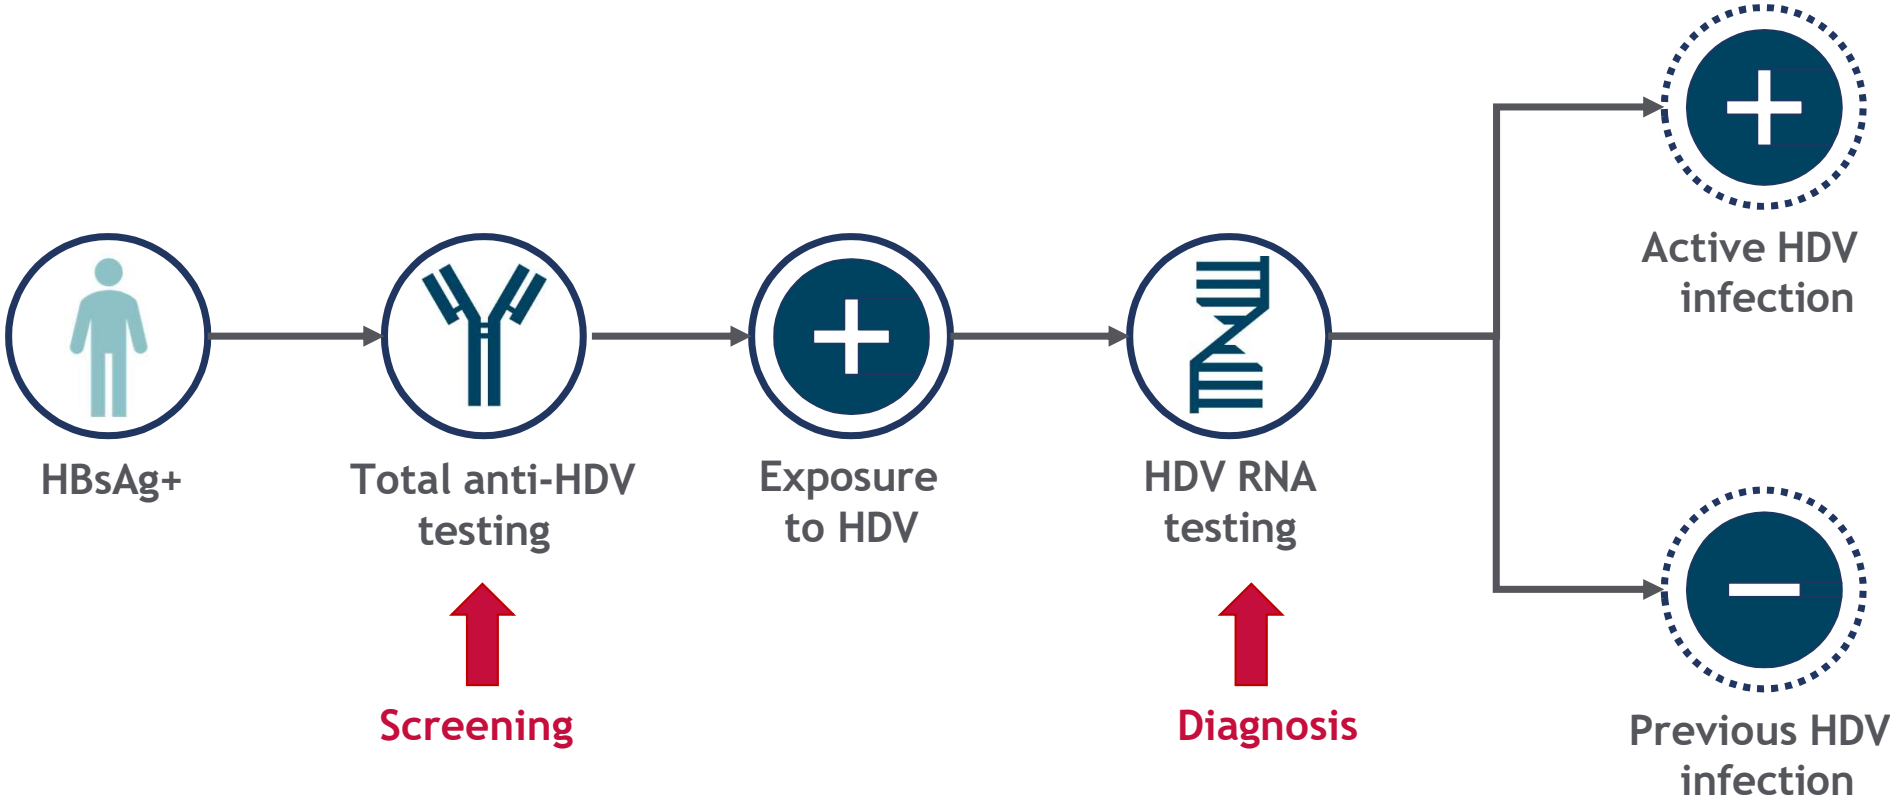 HBsAg+
Total anti-HDV
testing
Exposure
to HDV
HDV RNA
testing
Active HDV
infection
Previous HDV
infection
Screening
Diagnosis